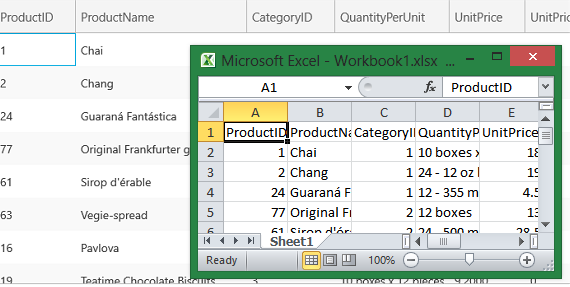 ProductID ProductName CategoryID QuantityPerUnit UnitPrice
1 Chai
2 Chang
24 Guaraná Fantástica
77 Original Frankfurter g
61 Sirop d'érable
63 Vegie-spread
16 Pavlova
19 Teatime Chocolate Biscuits 3 10 boxes x 12 pieces 9.2000
Microsoft Excel - Workbook1.xlsx ...
A1 fx ProductID
A B C D E
1 ProductID ProductNa CategoryID QuantityP UnitPrice
2 1 Chai 1 10 boxes x 18
3 2 Chang 1 24 - 12 oz 19
4 24 Guaraná F 1 12 - 355 m 4.5
5 77 Original Fr 2 12 boxes 13
6 61 Sirop d'ér 2 24 - 500 m 28.5
Sheet1
Ready 100%